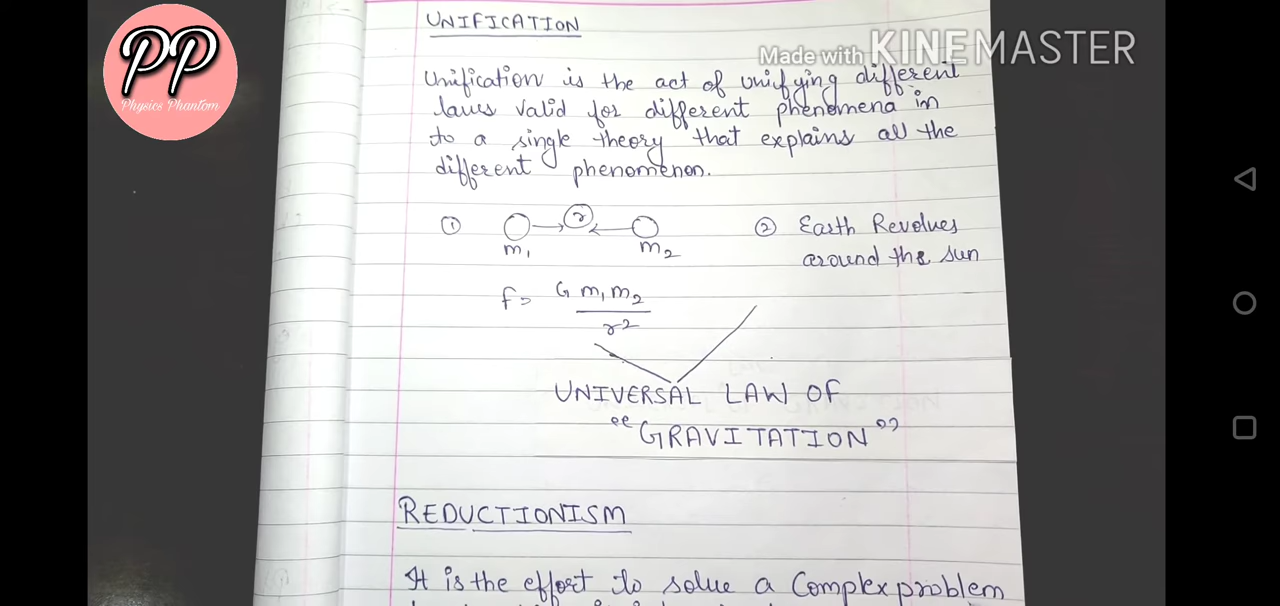 PP
Physics Phantom
Made with KINEMASTER
UNIFICATION
Unification is the act of unifying different
laws valid for different phenomena in
to a single theory that explains all the
different phenomenon.
① m₁ r m₂
f = G m₁ m₂ / r²
② Earth Revolves
around the sun
UNIVERSAL LAW OF
"GRAVITATION"
REDUCTIONISM
It is the effort to solve a Complex problem